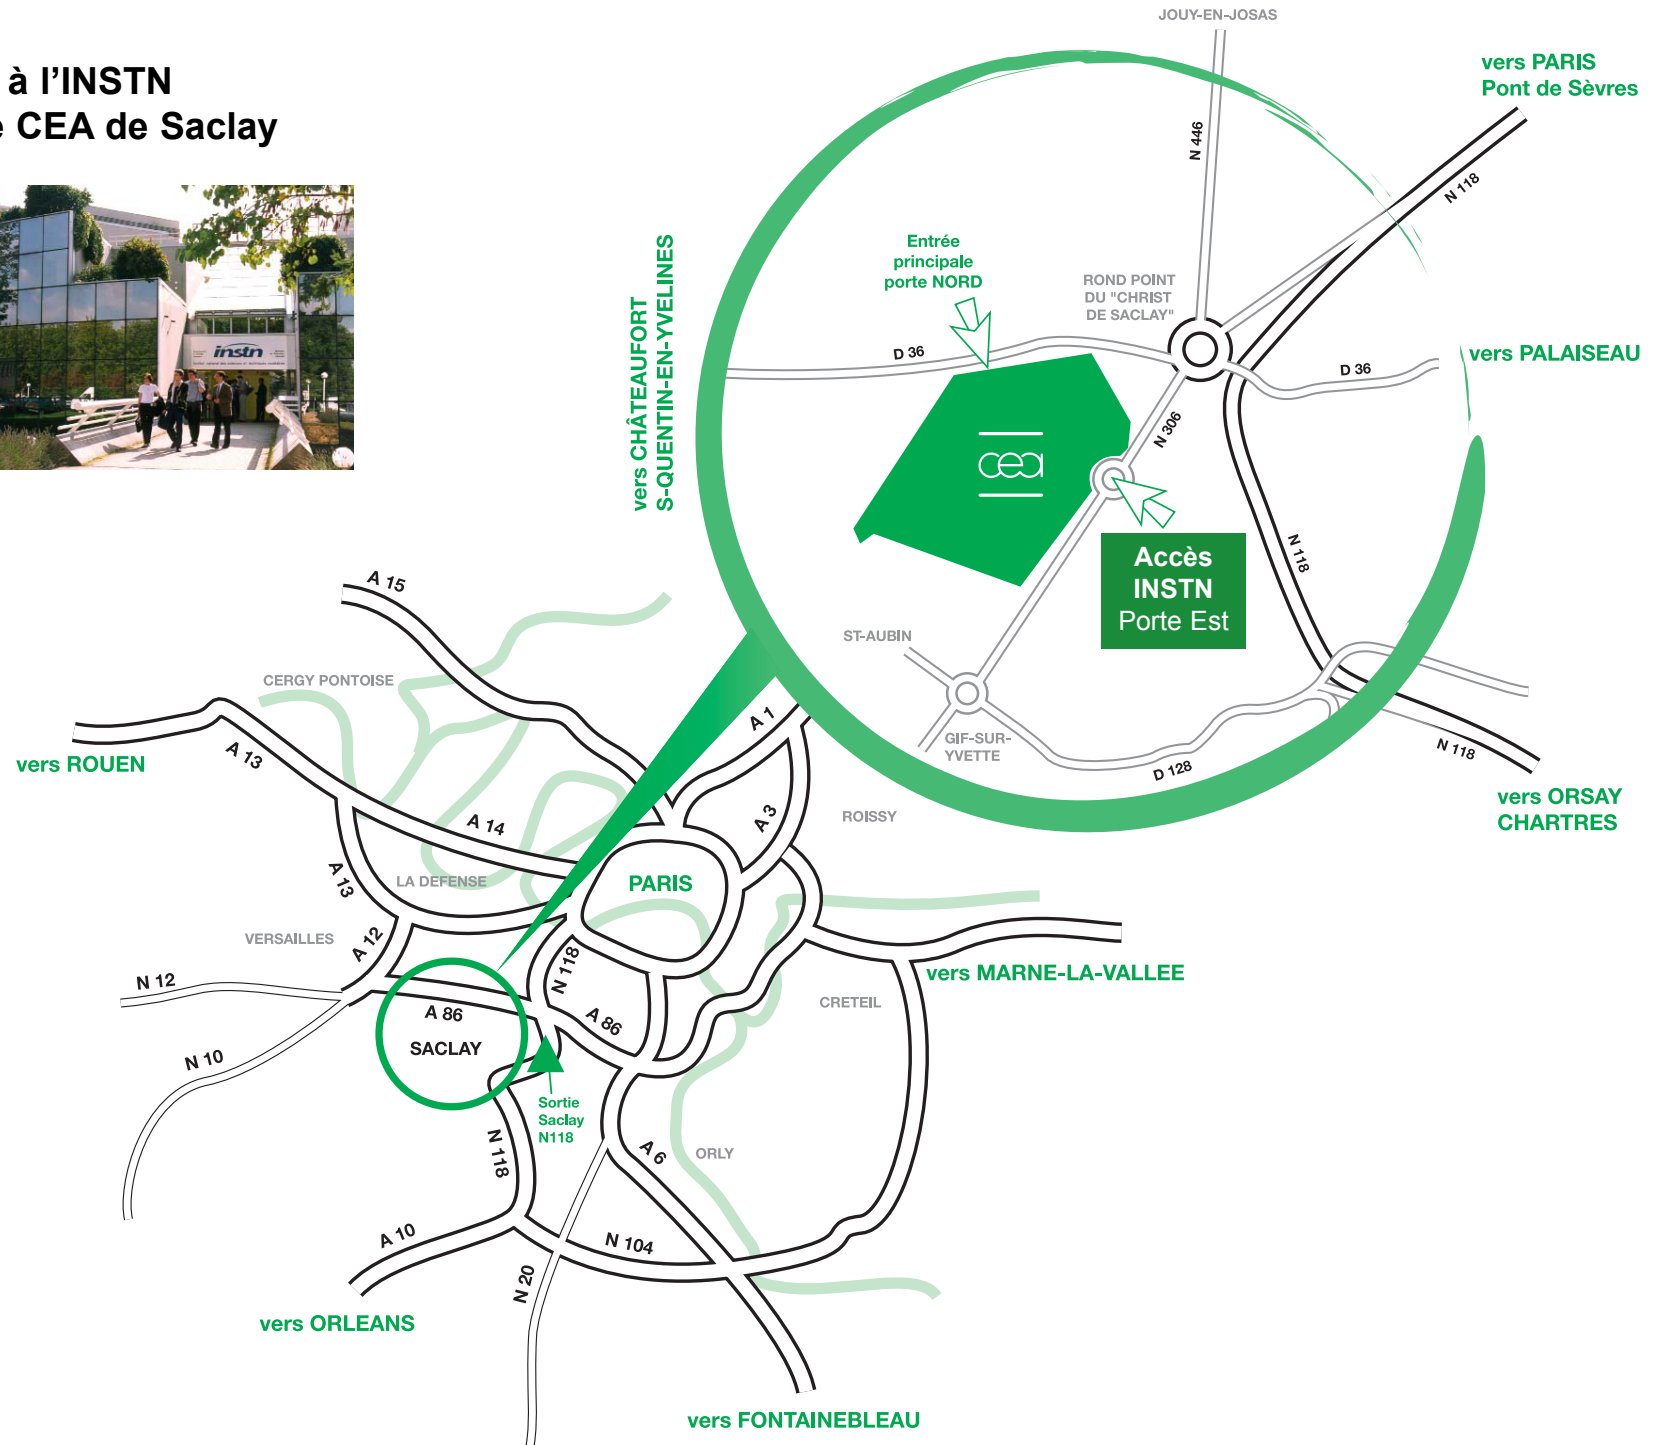 à l'INSTN
CEA de Saclay
instn
JOUY-EN-JOSAS
vers PARIS
Pont de Sèvres
N 446
N 118
vers CHÂTEAUFORT
S-QUENTIN-EN-YVELINES
Entrée
principale
porte NORD
ROND POINT
DU "CHRIST
DE SACLAY"
D 36
D 36
vers PALAISEAU
N 306
cea
N 118
Accès
INSTN
Porte Est
ST-AUBIN
GIF-SUR-
YVETTE
D 128
N 118
vers ORSAY
CHARTRES
A 15
CERGY PONTOISE
A 1
vers ROUEN
A 13
A 14
A 3
ROISSY
A 13
LA DEFENSE
PARIS
VERSAILLES
A 12
N 118
N 12
vers MARNE-LA-VALLEE
CRETEIL
A 86
A 86
SACLAY
N 10
Sortie
Saclay
N118
N 118
A 6
ORLY
A 10
N 104
N 20
vers ORLEANS
vers FONTAINEBLEAU